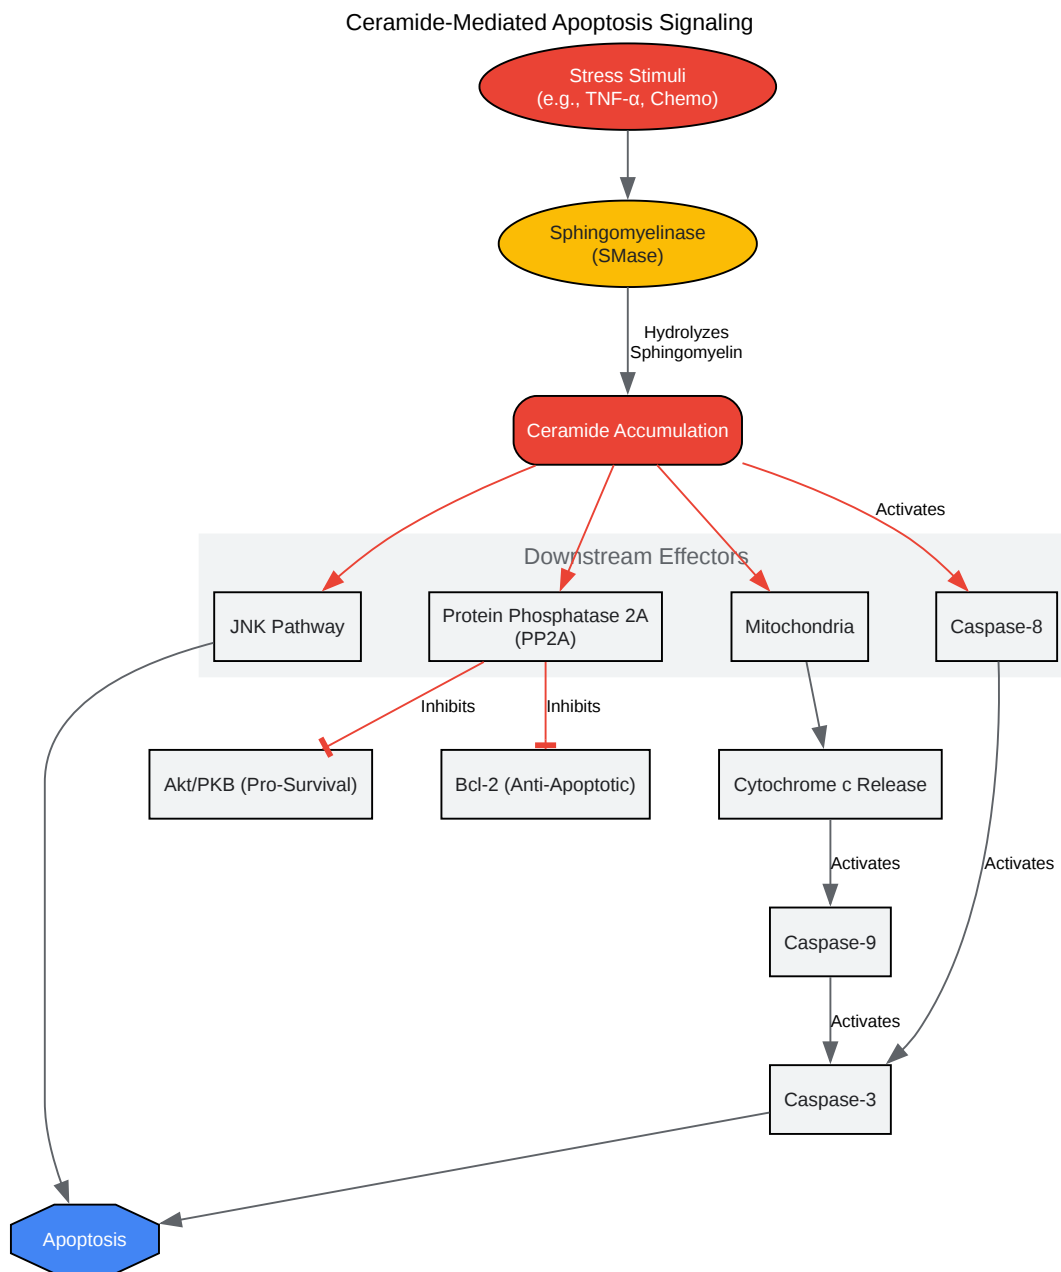 Ceramide-Mediated Apoptosis Signaling
Stress Stimuli
(e.g., TNF-α, Chemo)
Sphingomyelinase
(SMase)
Hydrolyzes
Sphingomyelin
Ceramide Accumulation
Activates
Downstream Effectors
JNK Pathway
Protein Phosphatase 2A
(PP2A)
Mitochondria
Caspase-8
Inhibits
Inhibits
Akt/PKB (Pro-Survival)
Bcl-2 (Anti-Apoptotic)
Cytochrome c Release
Activates
Activates
Caspase-9
Activates
Caspase-3
Apoptosis